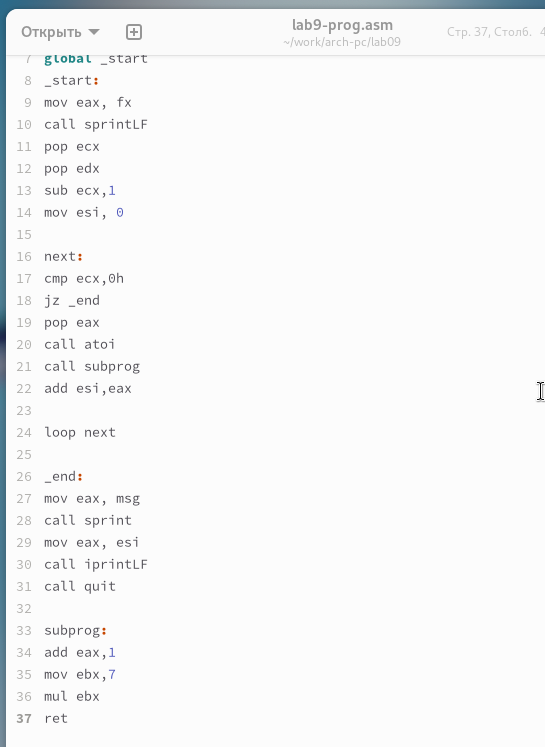 Открыть
lab9-prog.asm
~/work/arch-pc/lab09
Стр. 37, Столб. 4
7 global _start
8 _start:
9 mov eax, fx
10 call sprintLF
11 pop ecx
12 pop edx
13 sub ecx,1
14 mov esi, 0
15
16 next:
17 cmp ecx,0h
18 jz _end
19 pop eax
20 call atoi
21 call subprog
22 add esi,eax
23
24 loop next
25
26 _end:
27 mov eax, msg
28 call sprint
29 mov eax, esi
30 call iprintLF
31 call quit
32
33 subprog:
34 add eax,1
35 mov ebx,7
36 mul ebx
37 ret